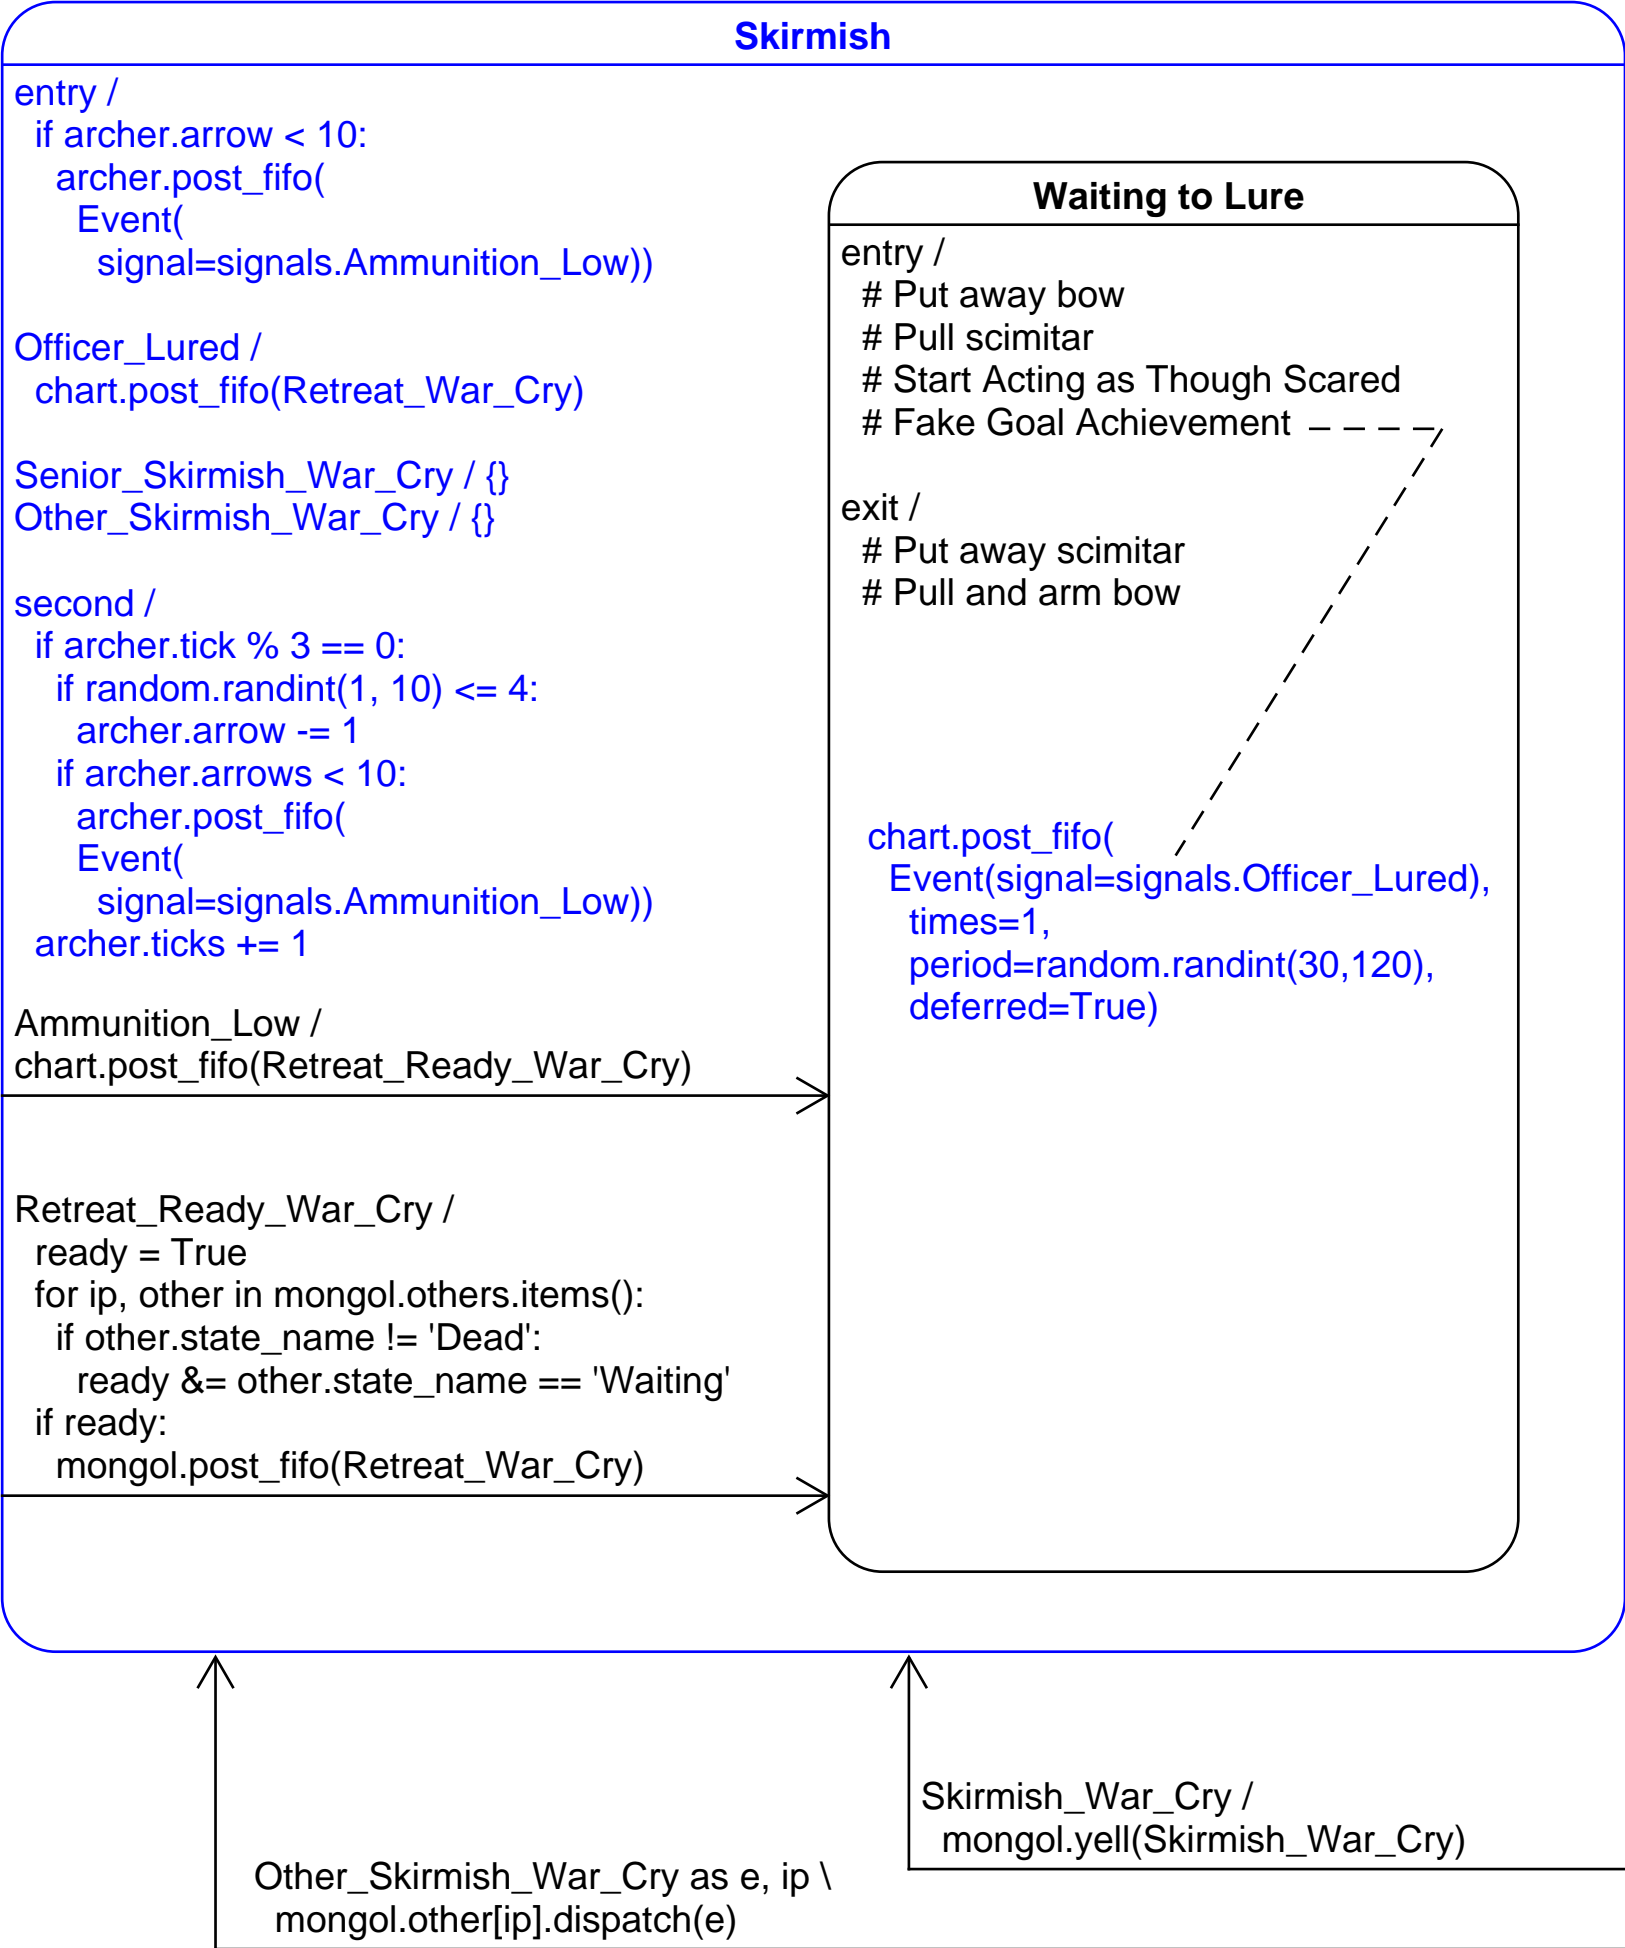 Skirmish
entry /
if archer.arrow < 10:
archer.post_fifo(
Event(
signal=signals.Ammunition_Low))
Officer_Lured /
chart.post_fifo(Retreat_War_Cry)
Senior_Skirmish_War_Cry / {}
Other_Skirmish_War_Cry / {}
second /
if archer.tick % 3 == 0:
if random.randint(1, 10) <= 4:
archer.arrow -= 1
if archer.arrows < 10:
archer.post_fifo(
Event(
signal=signals.Ammunition_Low))
archer.ticks += 1
Ammunition_Low /
chart.post_fifo(Retreat_Ready_War_Cry)
Retreat_Ready_War_Cry /
ready = True
for ip, other in mongol.others.items():
if other.state_name != 'Dead':
ready &= other.state_name == 'Waiting'
if ready:
mongol.post_fifo(Retreat_War_Cry)
Waiting to Lure
entry /
# Put away bow
# Pull scimitar
# Start Acting as Though Scared
# Fake Goal Achievement
exit /
# Put away scimitar
# Pull and arm bow
chart.post_fifo(
Event(signal=signals.Officer_Lured),
times=1,
period=random.randint(30,120),
deferred=True)
Skirmish_War_Cry /
mongol.yell(Skirmish_War_Cry)
Other_Skirmish_War_Cry as e, ip \
mongol.other[ip].dispatch(e)